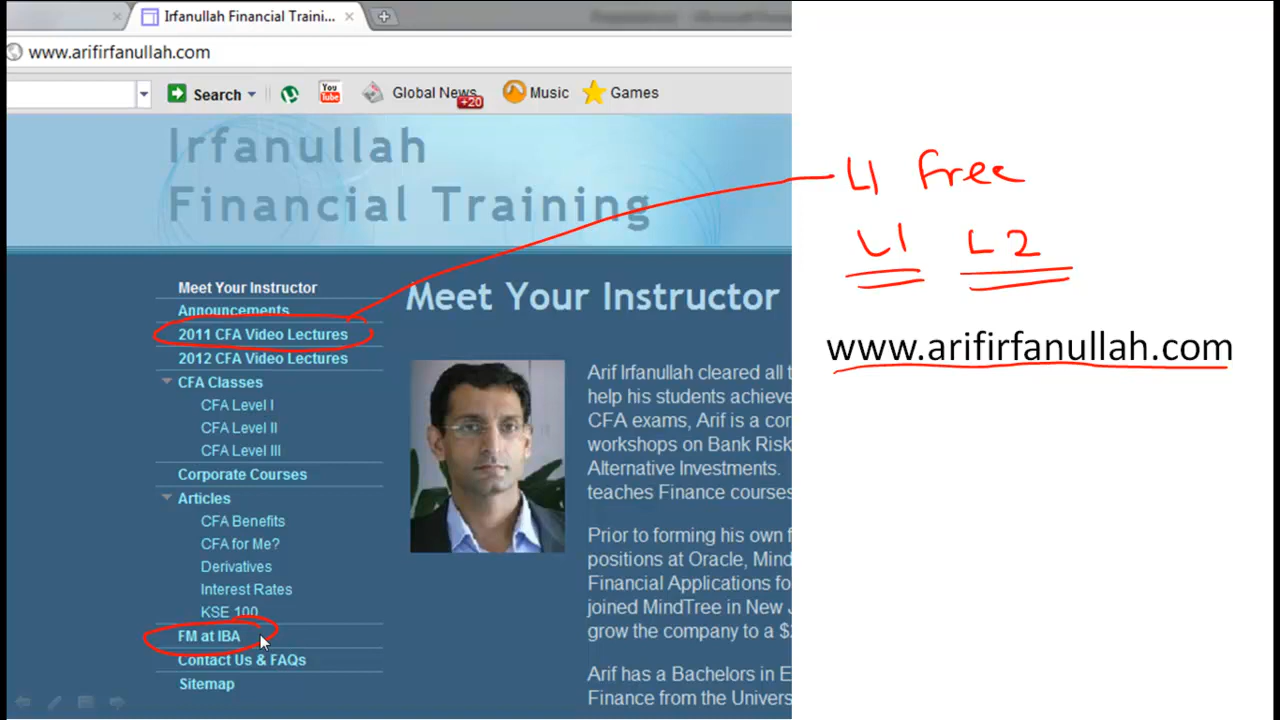 Irfanullah Financial Traini...
www.arifirfanullah.com
Search
You Tube
Global News
+20
Music
Games
Irfanullah
Financial Training
L1 Free
L1 L2
www.arifirfanullah.com
Meet Your Instructor
Announcements
2011 CFA Video Lectures
2012 CFA Video Lectures
CFA Classes
CFA Level I
CFA Level II
CFA Level III
Corporate Courses
Articles
CFA Benefits
CFA for Me?
Derivatives
Interest Rates
KSE 100
FM at IBA
Contact Us & FAQs
Sitemap
Meet Your Instructor
Arif Irfanullah cleared all t
help his students achieve
CFA exams, Arif is a cor
workshops on Bank Risk
Alternative Investments.
teaches Finance courses
Prior to forming his own f
positions at Oracle, Mind
Financial Applications fo
joined MindTree in New J
grow the company to a $
Arif has a Bachelors in E
Finance from the Univers